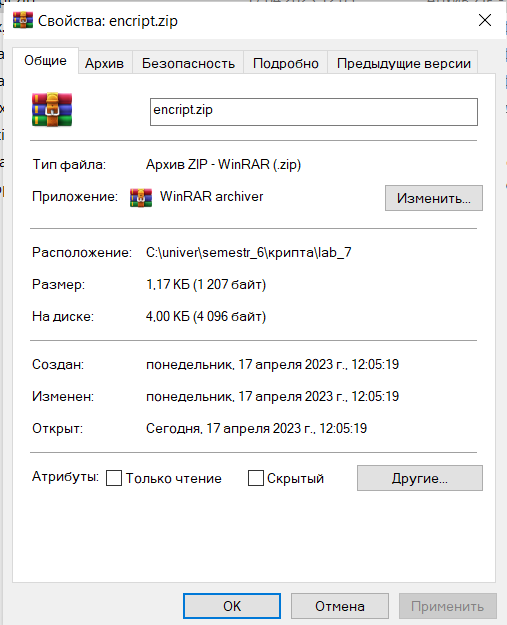 Свойства: encript.zip
Общие Архив Безопасность Подробно Предыдущие версии
encript.zip
Тип файла: Архив ZIP - WinRAR (.zip)
Приложение: WinRAR archiver Изменить...
Расположение: C:\univer\semestr_6\крипта\lab_7
Размер: 1,17 КБ (1 207 байт)
На диске: 4,00 КБ (4 096 байт)
Создан: понедельник, 17 апреля 2023 г., 12:05:19
Изменен: понедельник, 17 апреля 2023 г., 12:05:19
Открыт: Сегодня, 17 апреля 2023 г., 12:05:19
Атрибуты: Только чтение Скрытый Другие...
OK Отмена Применить